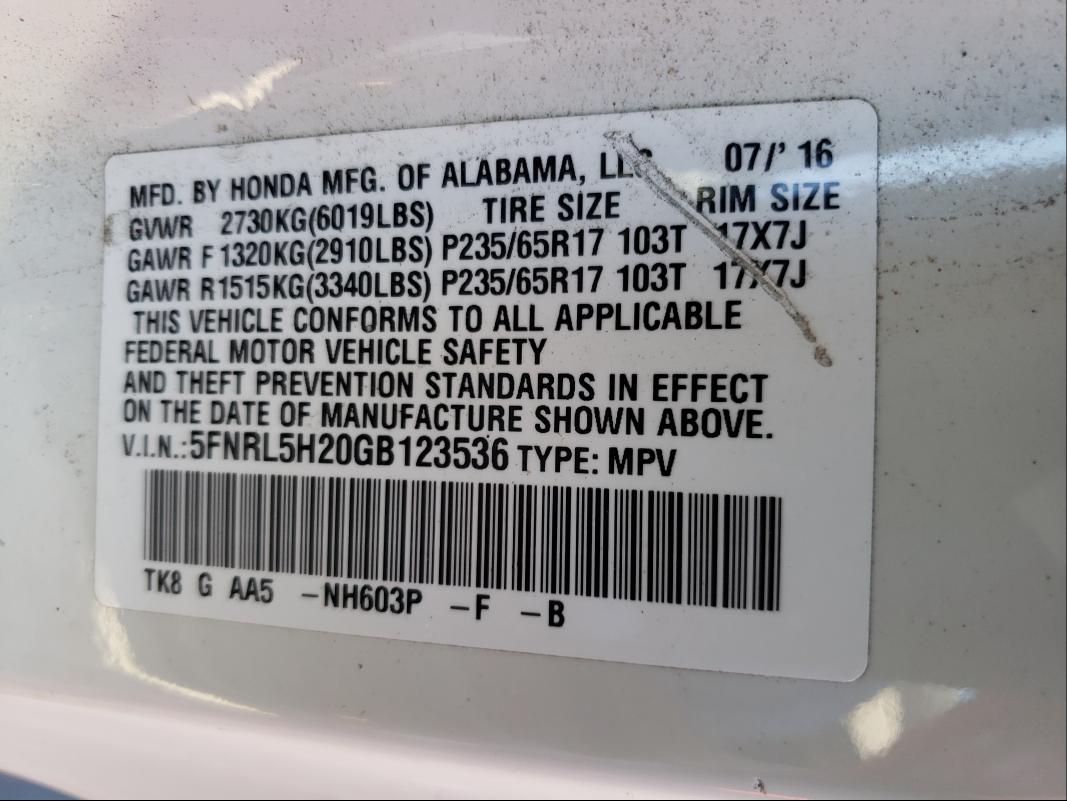 MFD. BY HONDA MFG. OF ALABAMA, LLC 07/' 16
GVWR 2730KG(6019LBS) TIRE SIZE RIM SIZE
GAWR F 1320KG(2910LBS) P235/65R17 103T 17X7J
GAWR R1515KG(3340LBS) P235/65R17 103T 17X7J
THIS VEHICLE CONFORMS TO ALL APPLICABLE
FEDERAL MOTOR VEHICLE SAFETY
AND THEFT PREVENTION STANDARDS IN EFFECT
ON THE DATE OF MANUFACTURE SHOWN ABOVE.
V.I.N.:5FNRL5H20GB123536 TYPE: MPV
TK8 G AA5 -NH603P -F -B